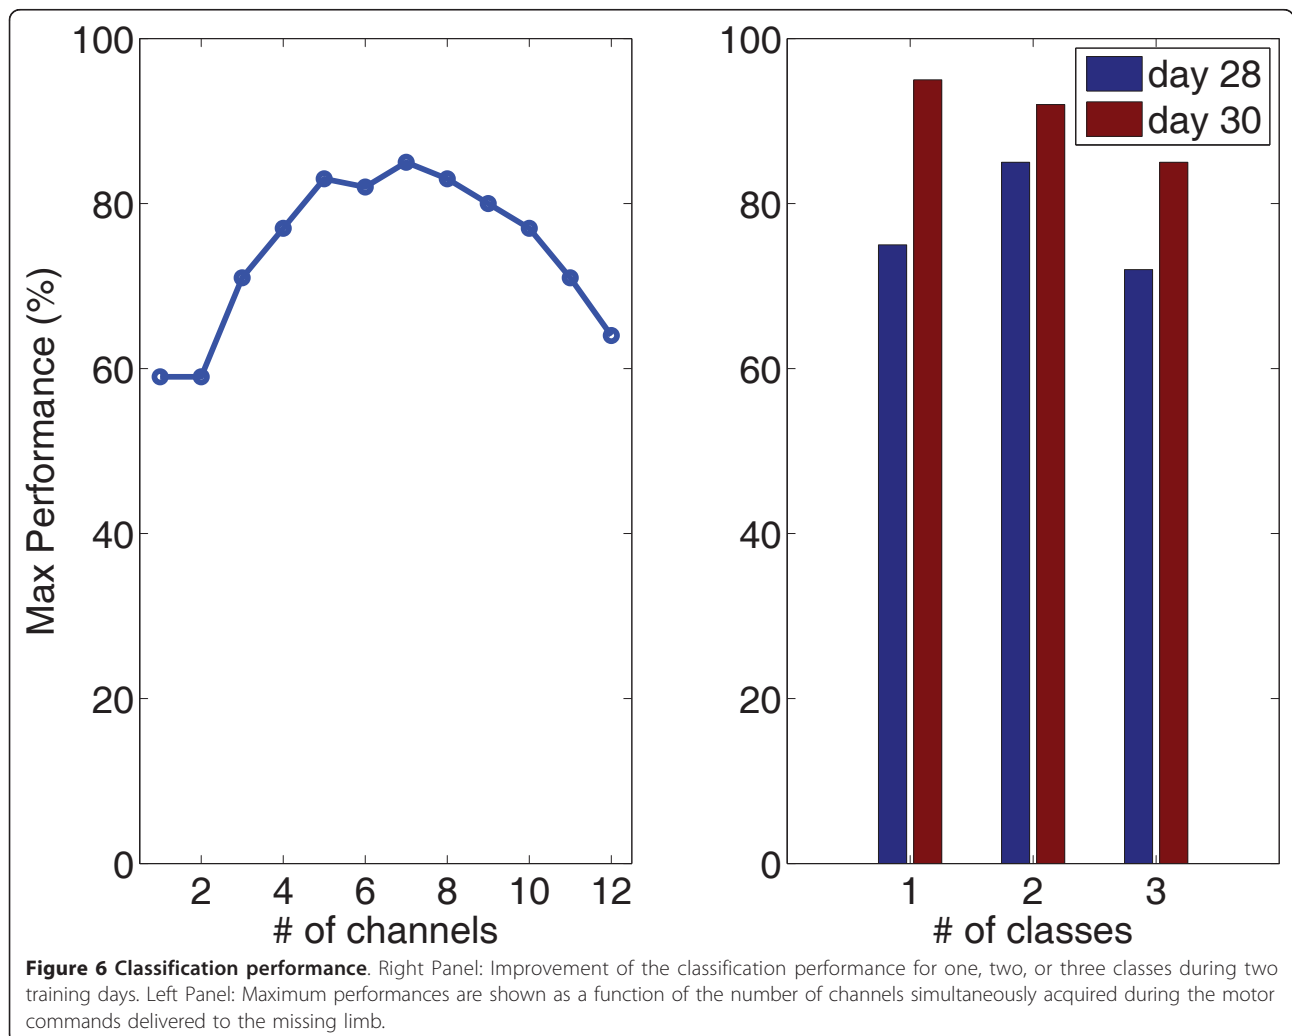 100
80
60
40
20
0
Max Performance (%)
2 4 6 8 10 12
# of channels
100
80
60
40
20
0
day 28
day 30
1 2 3
# of classes
Figure 6 Classification performance. Right Panel: Improvement of the classification performance for one, two, or three classes during two
training days. Left Panel: Maximum performances are shown as a function of the number of channels simultaneously acquired during the motor
commands delivered to the missing limb.